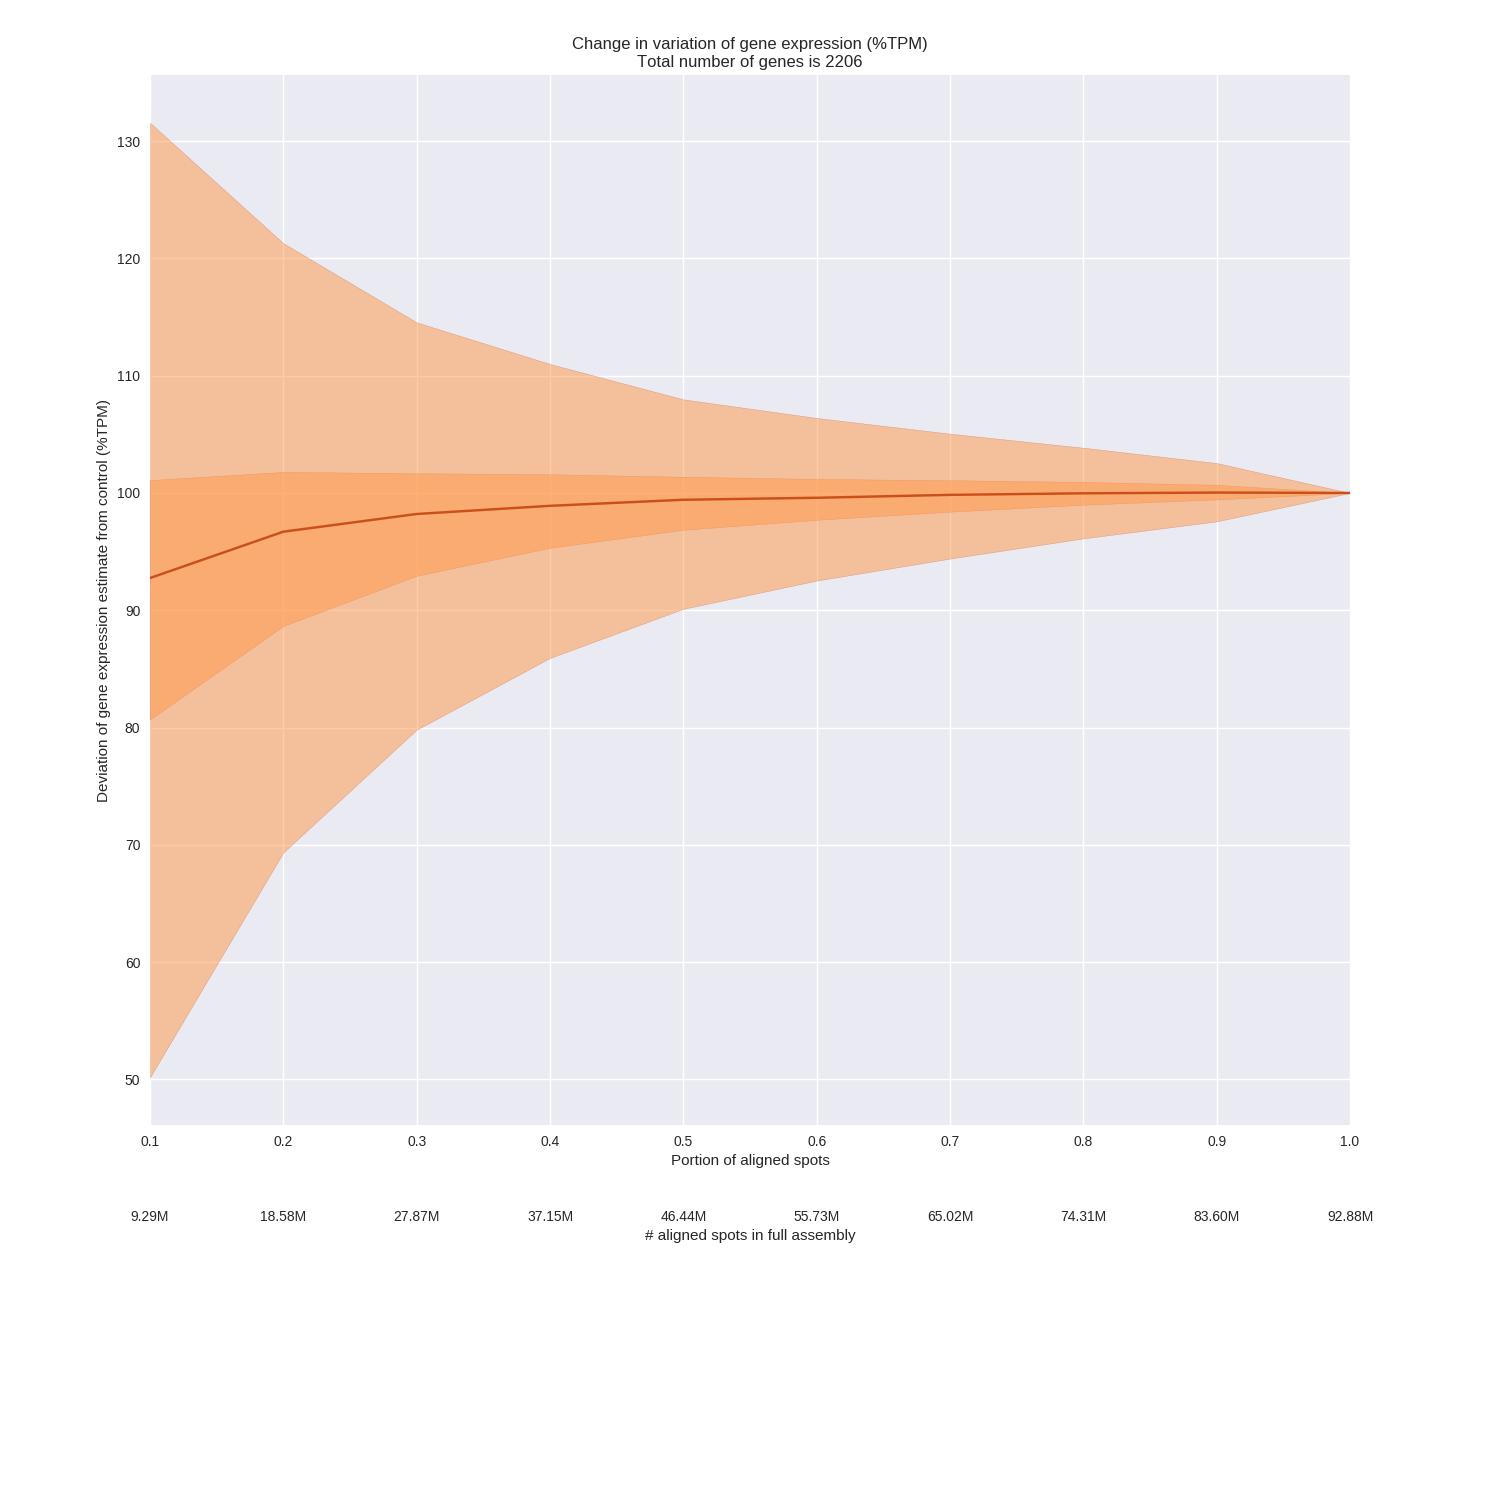 Change in variation of gene expression (%TPM)
Total number of genes is 2206
Deviation of gene expression estimate from control (%TPM)
130
120
110
100
90
80
70
60
50
0.1 0.2 0.3 0.4 0.5 0.6 0.7 0.8 0.9 1.0
Portion of aligned spots
9.29M 18.58M 27.87M 37.15M 46.44M 55.73M 65.02M 74.31M 83.60M 92.88M
# aligned spots in full assembly